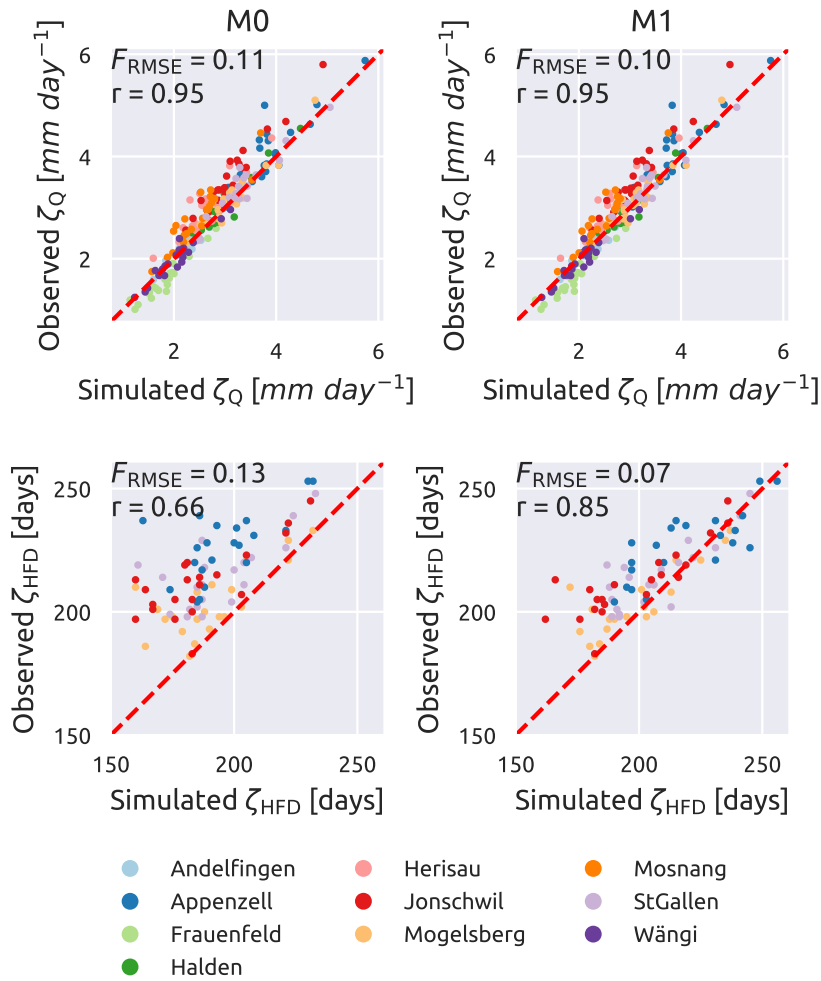 M0 M1
F_RMSE = 0.11 F_RMSE = 0.10
r = 0.95 r = 0.95
Observed ζ_Q [mm day⁻¹] Observed ζ_Q [mm day⁻¹]
6 6
4 4
2 2
2 4 6 2 4 6
Simulated ζ_Q [mm day⁻¹] Simulated ζ_Q [mm day⁻¹]
F_RMSE = 0.13 F_RMSE = 0.07
r = 0.66 r = 0.85
Observed ζ_HFD [days] Observed ζ_HFD [days]
250 250
200 200
150 150
150 200 250 150 200 250
Simulated ζ_HFD [days] Simulated ζ_HFD [days]
Andelfingen Herisau Mosnang
Appenzell Jonschwil StGallen
Frauenfeld Mogelsberg Wängi
Halden